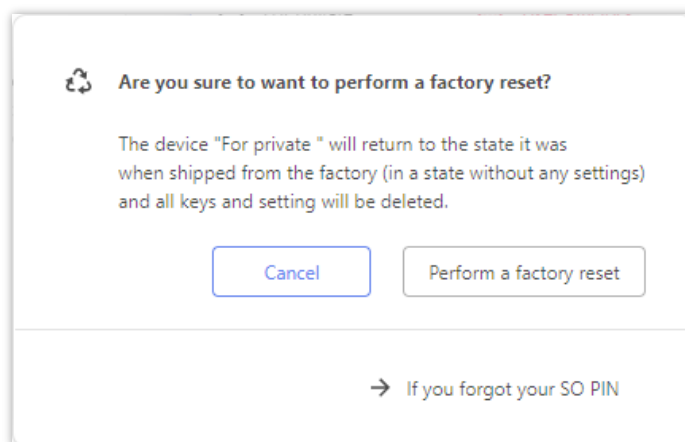 Are you sure to want to perform a factory reset?
The device "For private " will return to the state it was
when shipped from the factory (in a state without any settings)
and all keys and setting will be deleted.
Cancel
Perform a factory reset
If you forgot your SO PIN